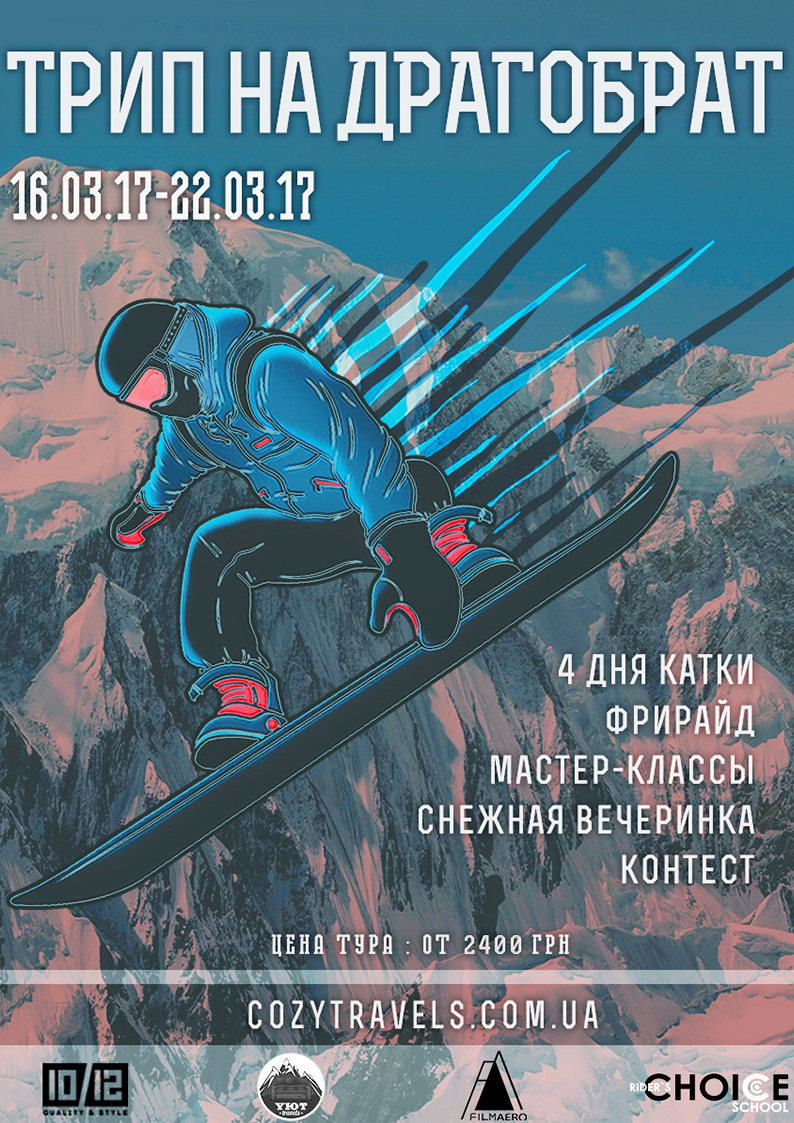 ТРИП НА ДРАГОБРАТ
16.03.17-22.03.17
4 ДНЯ КАТКИ
ФРИРАЙД
МАСТЕР-КЛАССЫ
СНЕЖНАЯ ВЕЧЕРИНКА
КОНТЕСТ
ЦЕНА ТУРА : ОТ 2400 ГРН
COZYTRAVELS.COM.UA
10/12
QUALITY & STYLE
УЮТ
travels
FILMAERO
RIDER'S CHOICE
SCHOOL